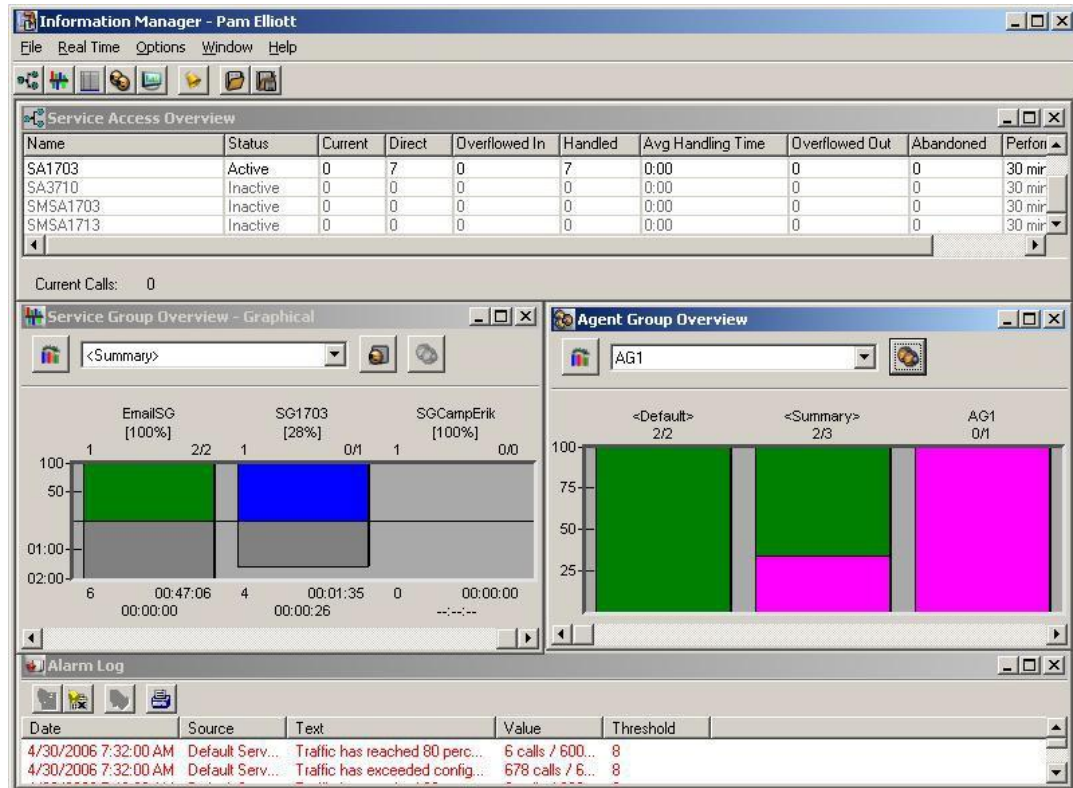 Information Manager - Pam Elliott
File Real Time Options Window Help
Service Access Overview
Name Status Current Direct Overflowed In Handled Avg Handling Time Overflowed Out Abandoned Perfor
SA1703 Active 0 7 0 7 0:00 0 0 30 min
SA3710 Inactive 0 0 0 0 0:00 0 0 30 min
SMSA1703 Inactive 0 0 0 0 0:00 0 0 30 min
SMSA1713 Inactive 0 0 0 0 0:00 0 0 30 min
Current Calls: 0
Service Group Overview - Graphical
<Summary>
EmailSG SG1703 SGCampErik
[100%] [28%] [100%]
1 2/2 1 0/1 1 0/0
100
50
01:00
02:00
6 00:47:06 4 00:01:35 0 00:00:00
00:00:00 00:00:26 --:--:--
Agent Group Overview
AG1
<Default> <Summary> AG1
2/2 2/3 0/1
100
75
50
25
Alarm Log
Date Source Text Value Threshold
4/30/2006 7:32:00 AM Default Serv... Traffic has reached 80 perc... 6 calls / 600... 8
4/30/2006 7:32:00 AM Default Serv... Traffic has exceeded config... 678 calls / 6... 8